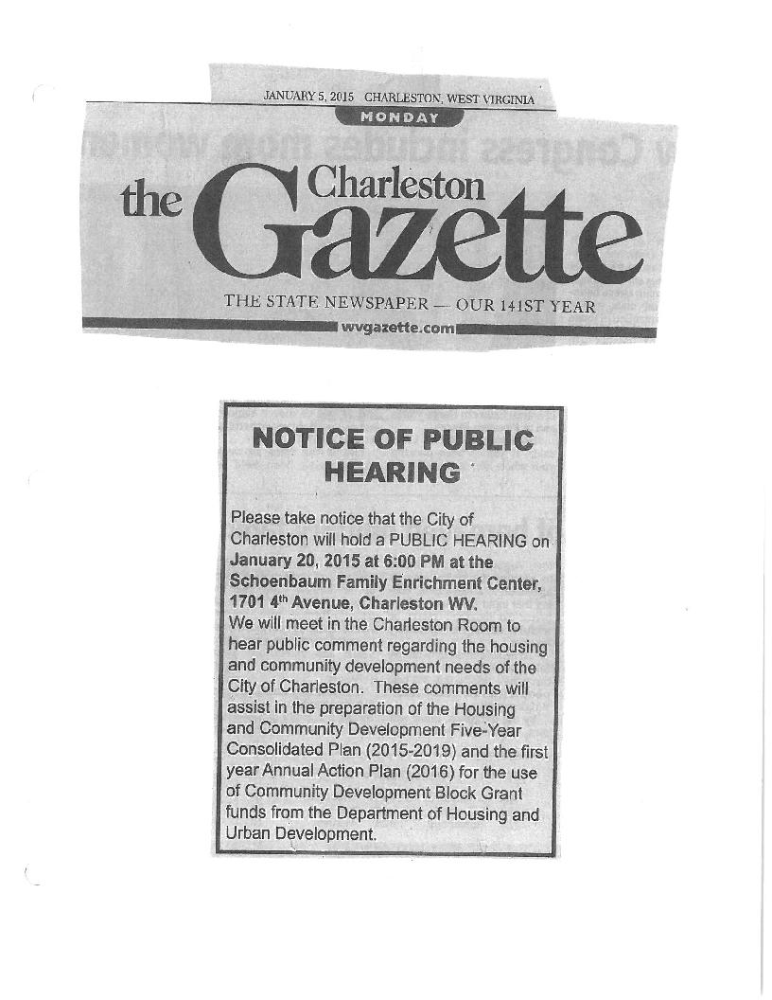 JANUARY 5, 2015 CHARLESTON, WEST VIRGINIA
MONDAY
the Charleston
Gazette
THE STATE NEWSPAPER — OUR 141ST YEAR
wvgazette.com
NOTICE OF PUBLIC
HEARING
Please take notice that the City of
Charleston will hold a PUBLIC HEARING on
January 20, 2015 at 6:00 PM at the
Schoenbaum Family Enrichment Center,
1701 4th Avenue, Charleston WV.
We will meet in the Charleston Room to
hear public comment regarding the housing
and community development needs of the
City of Charleston. These comments will
assist in the preparation of the Housing
and Community Development Five-Year
Consolidated Plan (2015-2019) and the first
year Annual Action Plan (2016) for the use
of Community Development Block Grant
funds from the Department of Housing and
Urban Development.